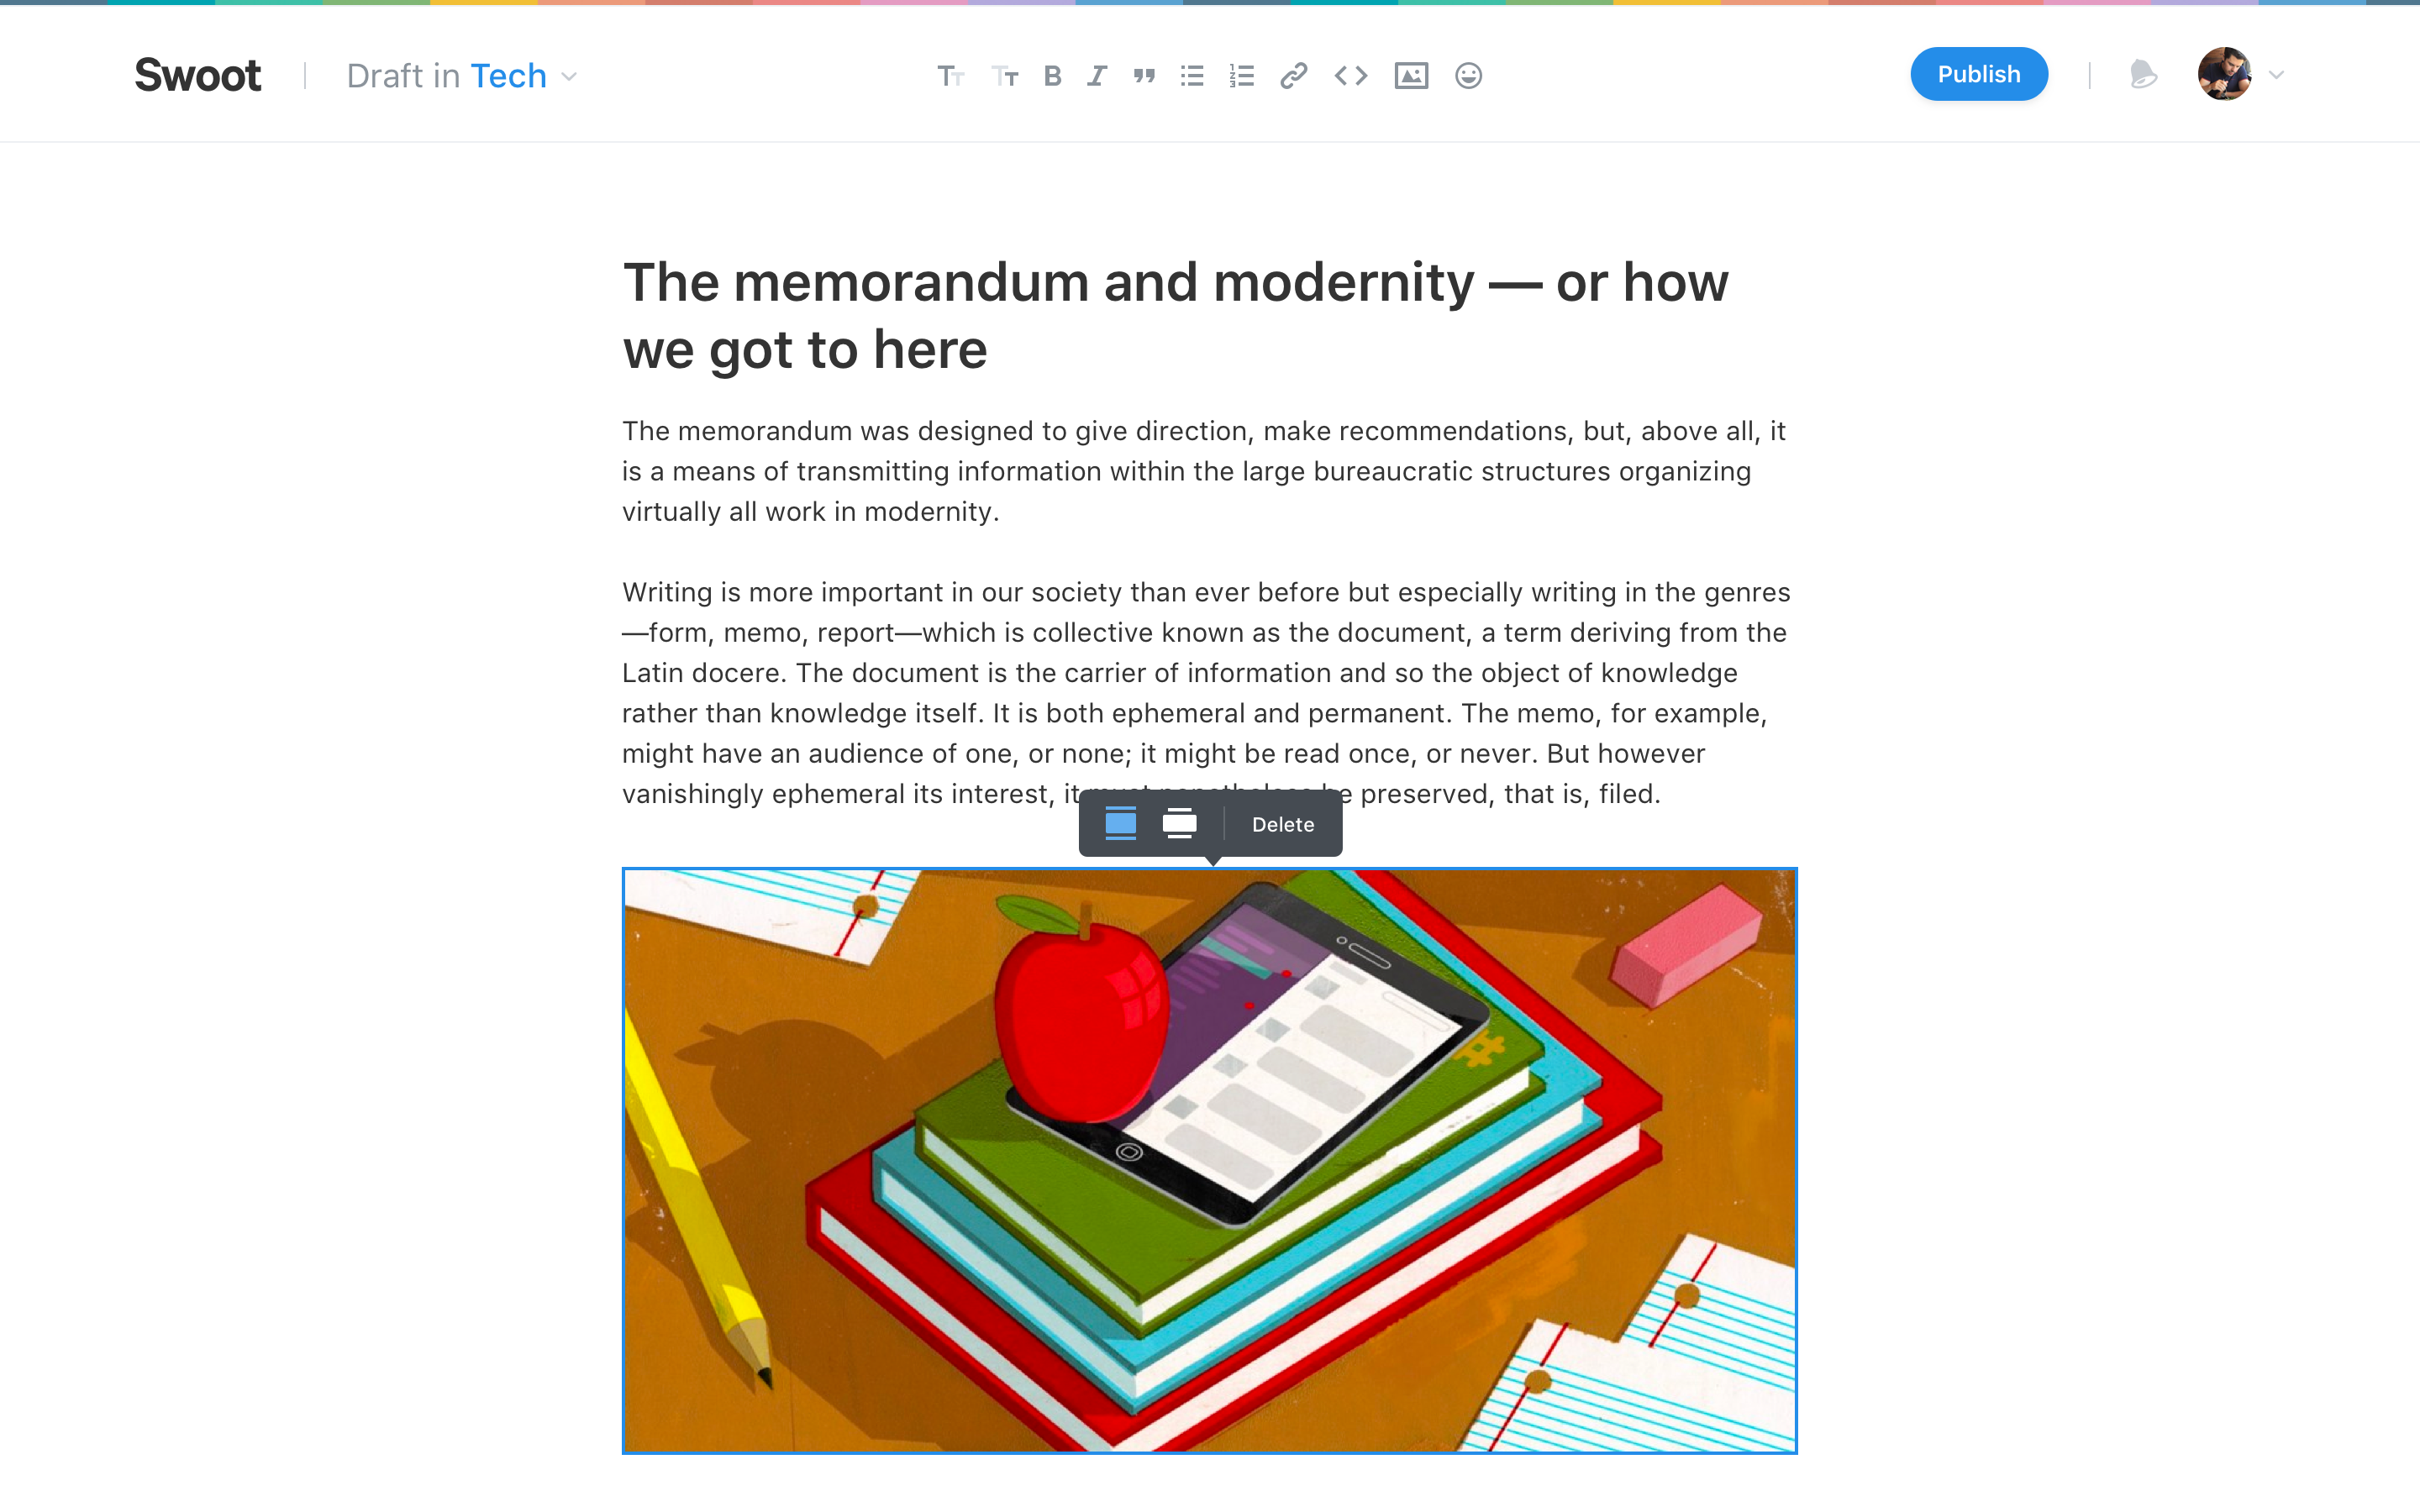 Swoot
Draft in Tech
Publish
The memorandum and modernity — or how
we got to here
The memorandum was designed to give direction, make recommendations, but, above all, it
is a means of transmitting information within the large bureaucratic structures organizing
virtually all work in modernity.
Writing is more important in our society than ever before but especially writing in the genres
—form, memo, report—which is collective known as the document, a term deriving from the
Latin docere. The document is the carrier of information and so the object of knowledge
rather than knowledge itself. It is both ephemeral and permanent. The memo, for example,
might have an audience of one, or none; it might be read once, or never. But however
vanishingly ephemeral its interest, it must nonetheless be preserved, that is, filed.
Delete